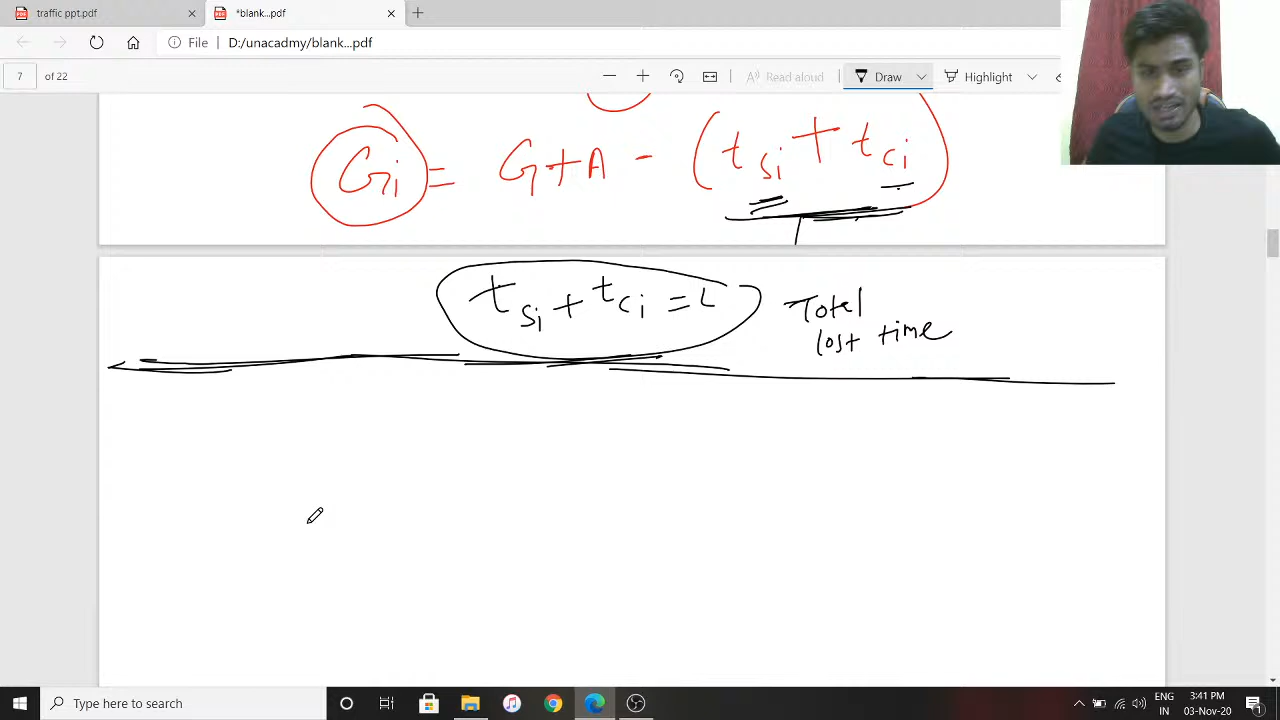 traffic ppt.pdf
*blank...pdf
File D:/unacadmy/blank...pdf
7 of 22
Read aloud Draw Highlight
Gi = G+A - (tsi + tci)
tsi + tci = L Total
lost time
Type here to search
ENG 3:41 PM
IN 03-Nov-20